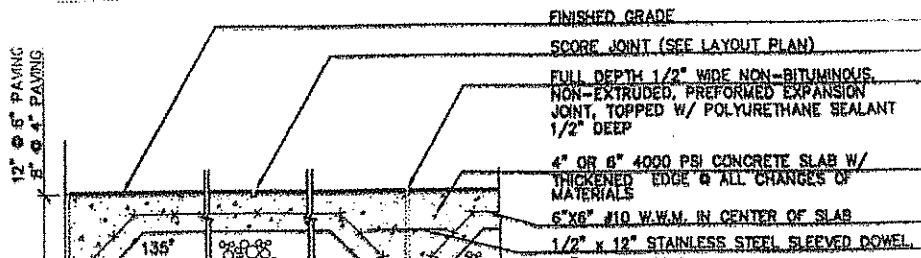 FINISHED GRADE
SCORE JOINT (SEE LAYOUT PLAN)
FULL DEPTH 1/2" WIDE NON-BITUMINOUS,
NON-EXTRUDED, PREFORMED EXPANSION
JOINT, TOPPED W/ POLYURETHANE SEALANT
1/2" DEEP
4" OR 6" 4000 PSI CONCRETE SLAB W/
THICKENED EDGE @ ALL CHANGES OF
MATERIALS
6"X6" #10 W.W.M. IN CENTER OF SLAB
1/2" x 12" STAINLESS STEEL SLEEVED DOWEL,
12" @ 6" PAVING
8" @ 4" PAVING
135°